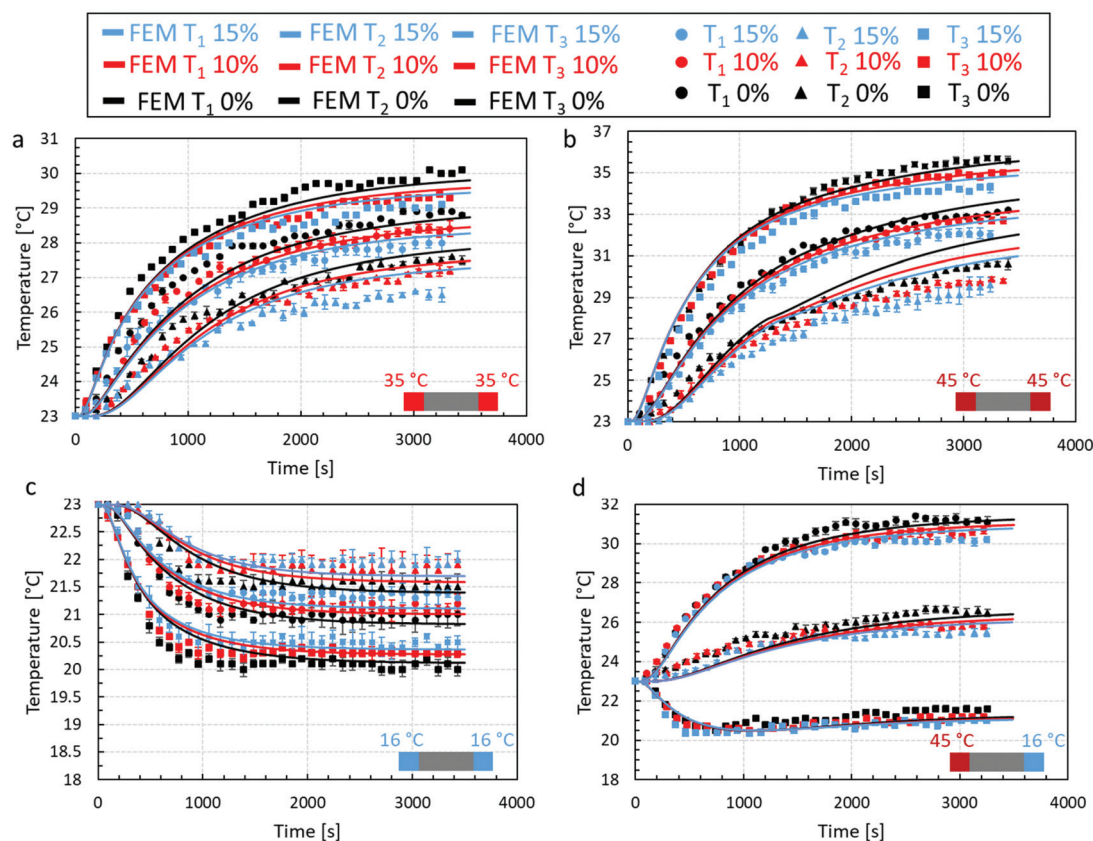 FEM T1 15% FEM T2 15% FEM T3 15% T1 15% T2 15% T3 15%
FEM T1 10% FEM T2 10% FEM T3 10% T1 10% T2 10% T3 10%
FEM T1 0% FEM T2 0% FEM T3 0% T1 0% T2 0% T3 0%
a
31
30
29
28
27
26
25
24
23
Temperature [°C]
35 °C 35 °C
0 1000 2000 3000 4000
Time [s]
b
37
35
33
31
29
27
25
23
Temperature [°C]
45 °C 45 °C
0 1000 2000 3000 4000
Time [s]
c
23
22.5
22
21.5
21
20.5
20
19.5
19
18.5
18
Temperature [°C]
16 °C 16 °C
0 1000 2000 3000 4000
Time [s]
d
32
30
28
26
24
22
20
18
Temperature [°C]
45 °C 16 °C
0 1000 2000 3000 4000
Time [s]